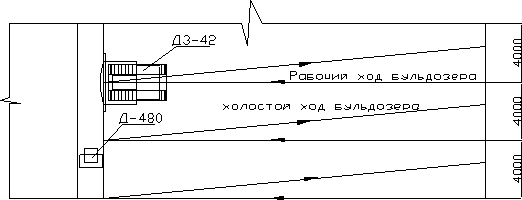 ДЗ-42
Рабочий ход бульдозера
холостой ход бульдозера
Д-480
4000
4000
4000